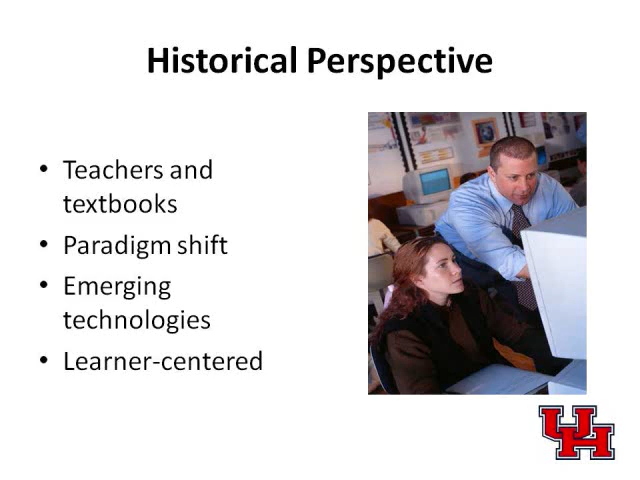 Historical Perspective
• Teachers and
textbooks
• Paradigm shift
• Emerging
technologies
• Learner-centered
UH